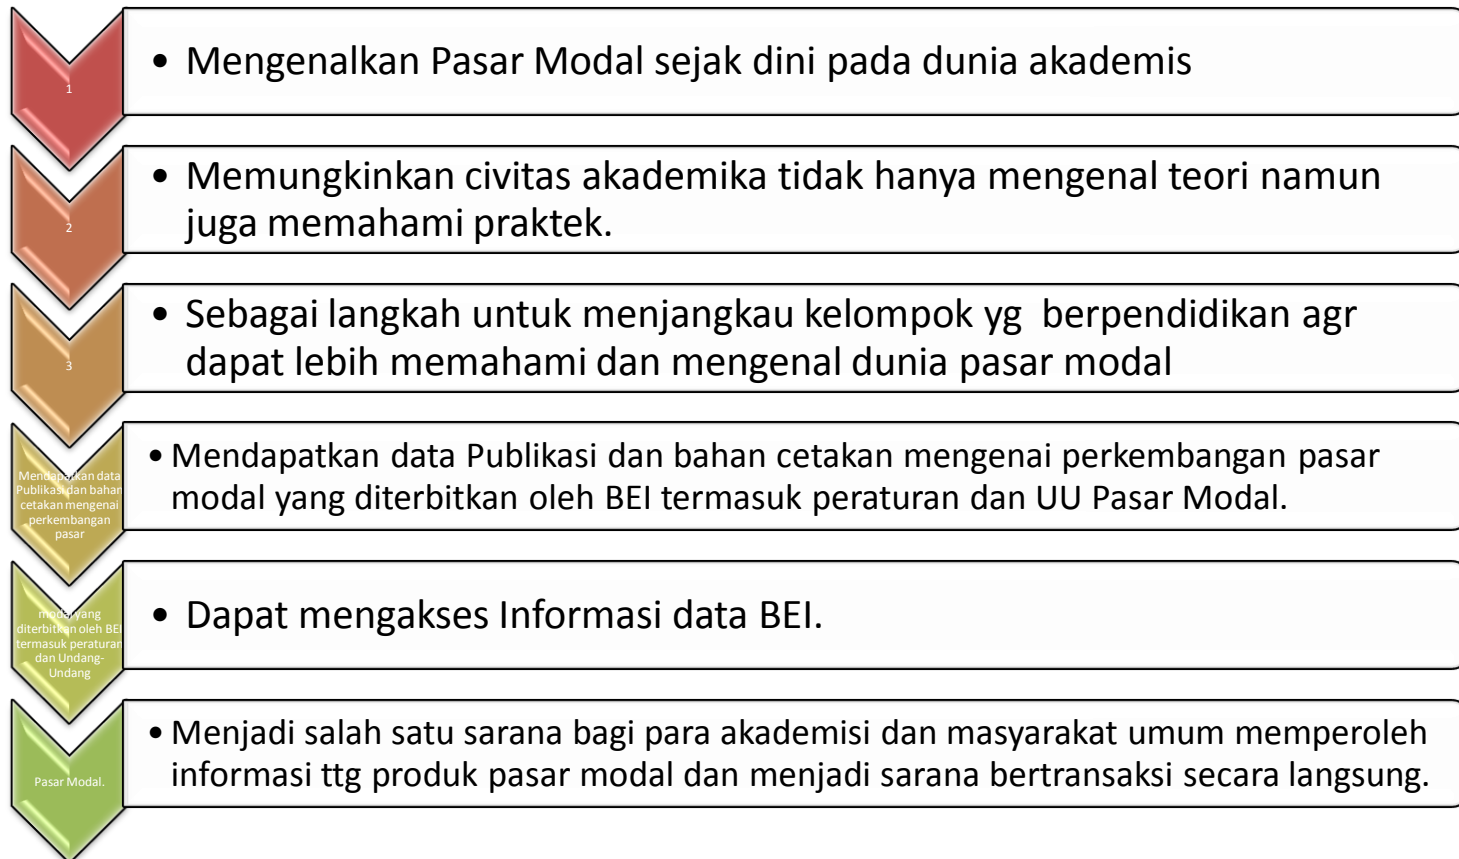 1
• Mengenalkan Pasar Modal sejak dini pada dunia akademis
2
• Memungkinkan civitas akademika tidak hanya mengenal teori namun
juga memahami praktek.
3
• Sebagai langkah untuk menjangkau kelompok yg berpendidikan agr
dapat lebih memahami dan mengenal dunia pasar modal
Mendapatkan data
Publikasi dan bahan
cetakan mengenai
perkembangan
pasar
• Mendapatkan data Publikasi dan bahan cetakan mengenai perkembangan pasar
modal yang diterbitkan oleh BEI termasuk peraturan dan UU Pasar Modal.
modal yang
diterbitkan oleh BEI
termasuk peraturan
dan Undang-
Undang
• Dapat mengakses Informasi data BEI.
Pasar Modal.
• Menjadi salah satu sarana bagi para akademisi dan masyarakat umum memperoleh
informasi ttg produk pasar modal dan menjadi sarana bertransaksi secara langsung.